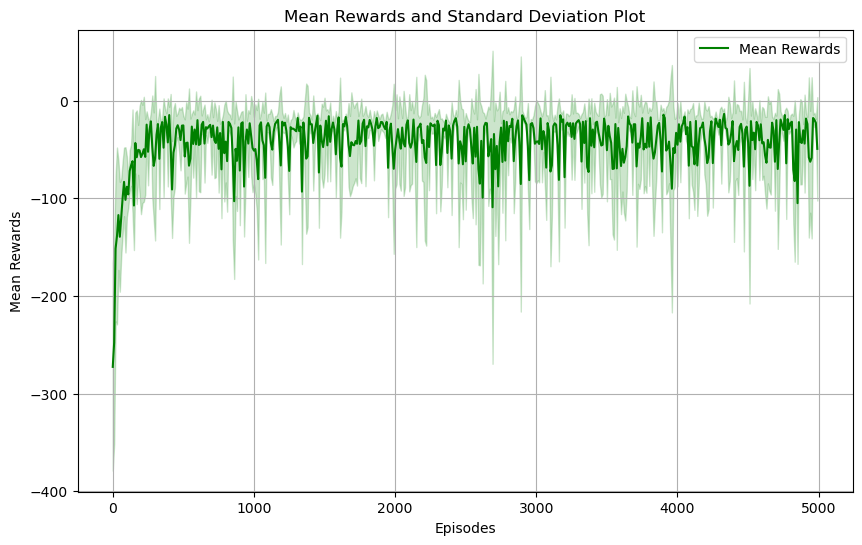 Mean Rewards and Standard Deviation Plot
Mean Rewards
0
−100
−200
−300
−400
Mean Rewards
0 1000 2000 3000 4000 5000
Episodes